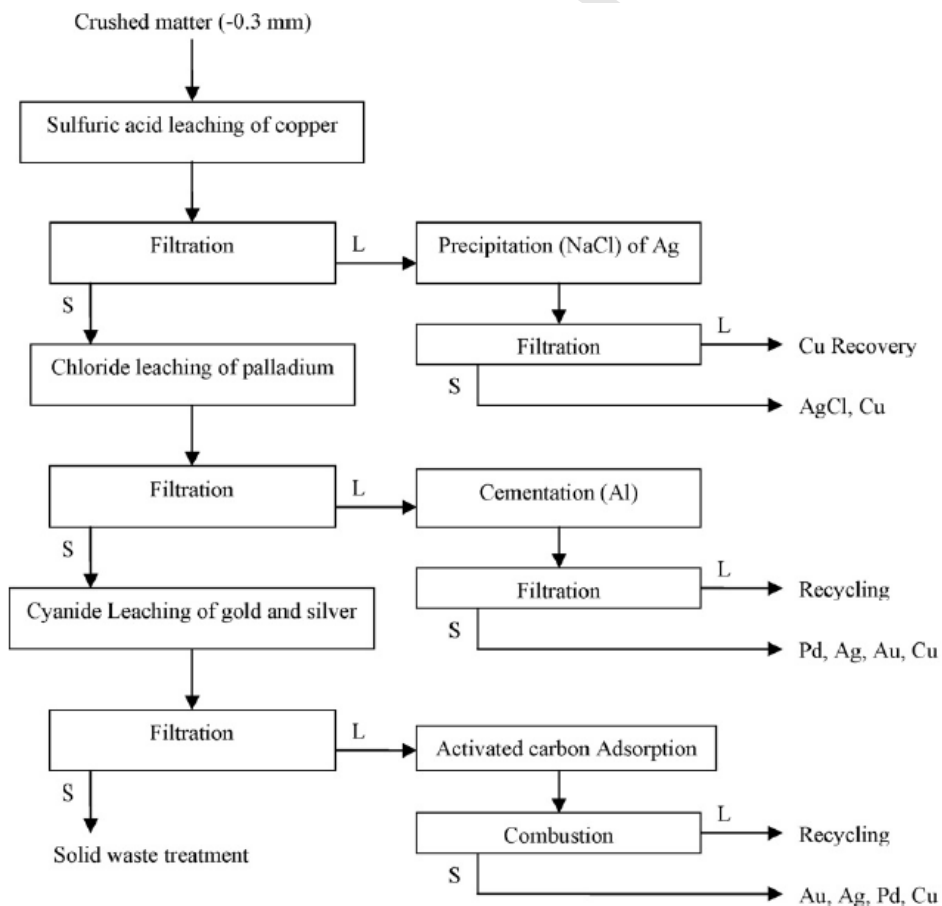 Crushed matter (-0.3 mm)
Sulfuric acid leaching of copper
Filtration
L
Precipitation (NaCl) of Ag
S
Filtration
L
Cu Recovery
Chloride leaching of palladium
S
AgCl, Cu
Filtration
L
Cementation (Al)
S
Filtration
L
Recycling
Cyanide Leaching of gold and silver
S
Pd, Ag, Au, Cu
Filtration
L
Activated carbon Adsorption
S
Combustion
L
Recycling
Solid waste treatment
S
Au, Ag, Pd, Cu